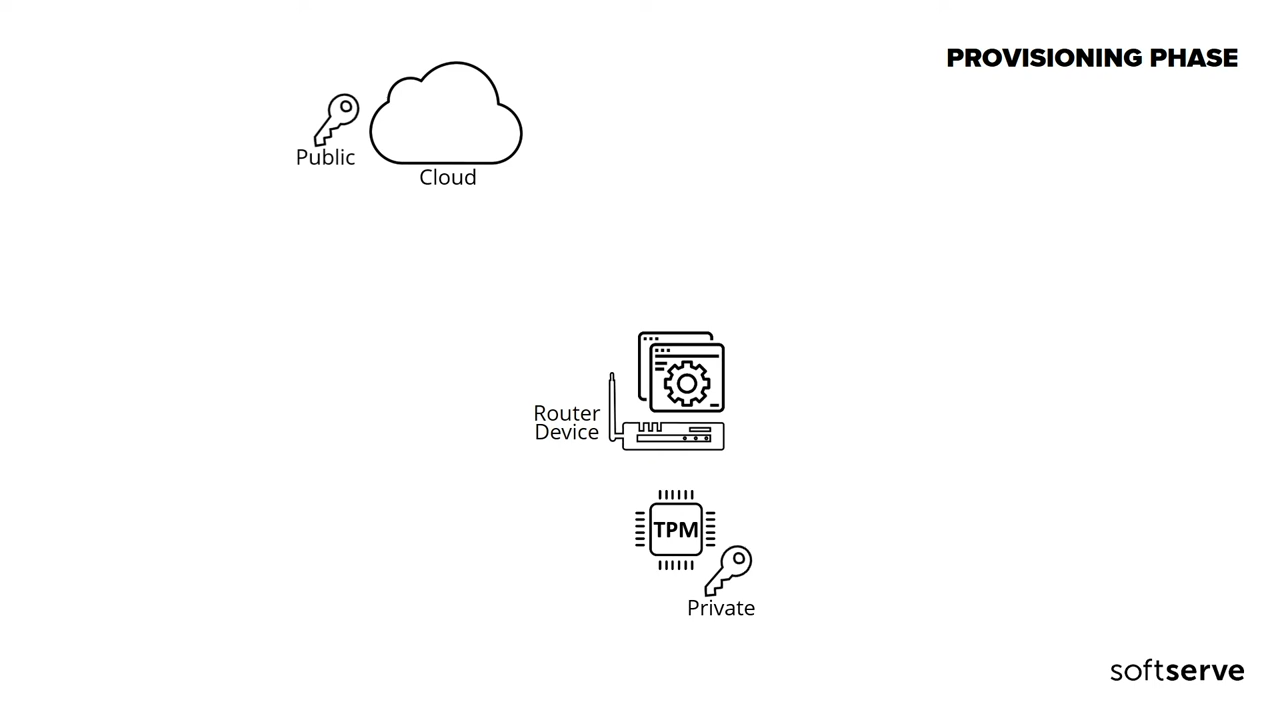 PROVISIONING PHASE
Public
Cloud
Router
Device
TPM
Private
softserve